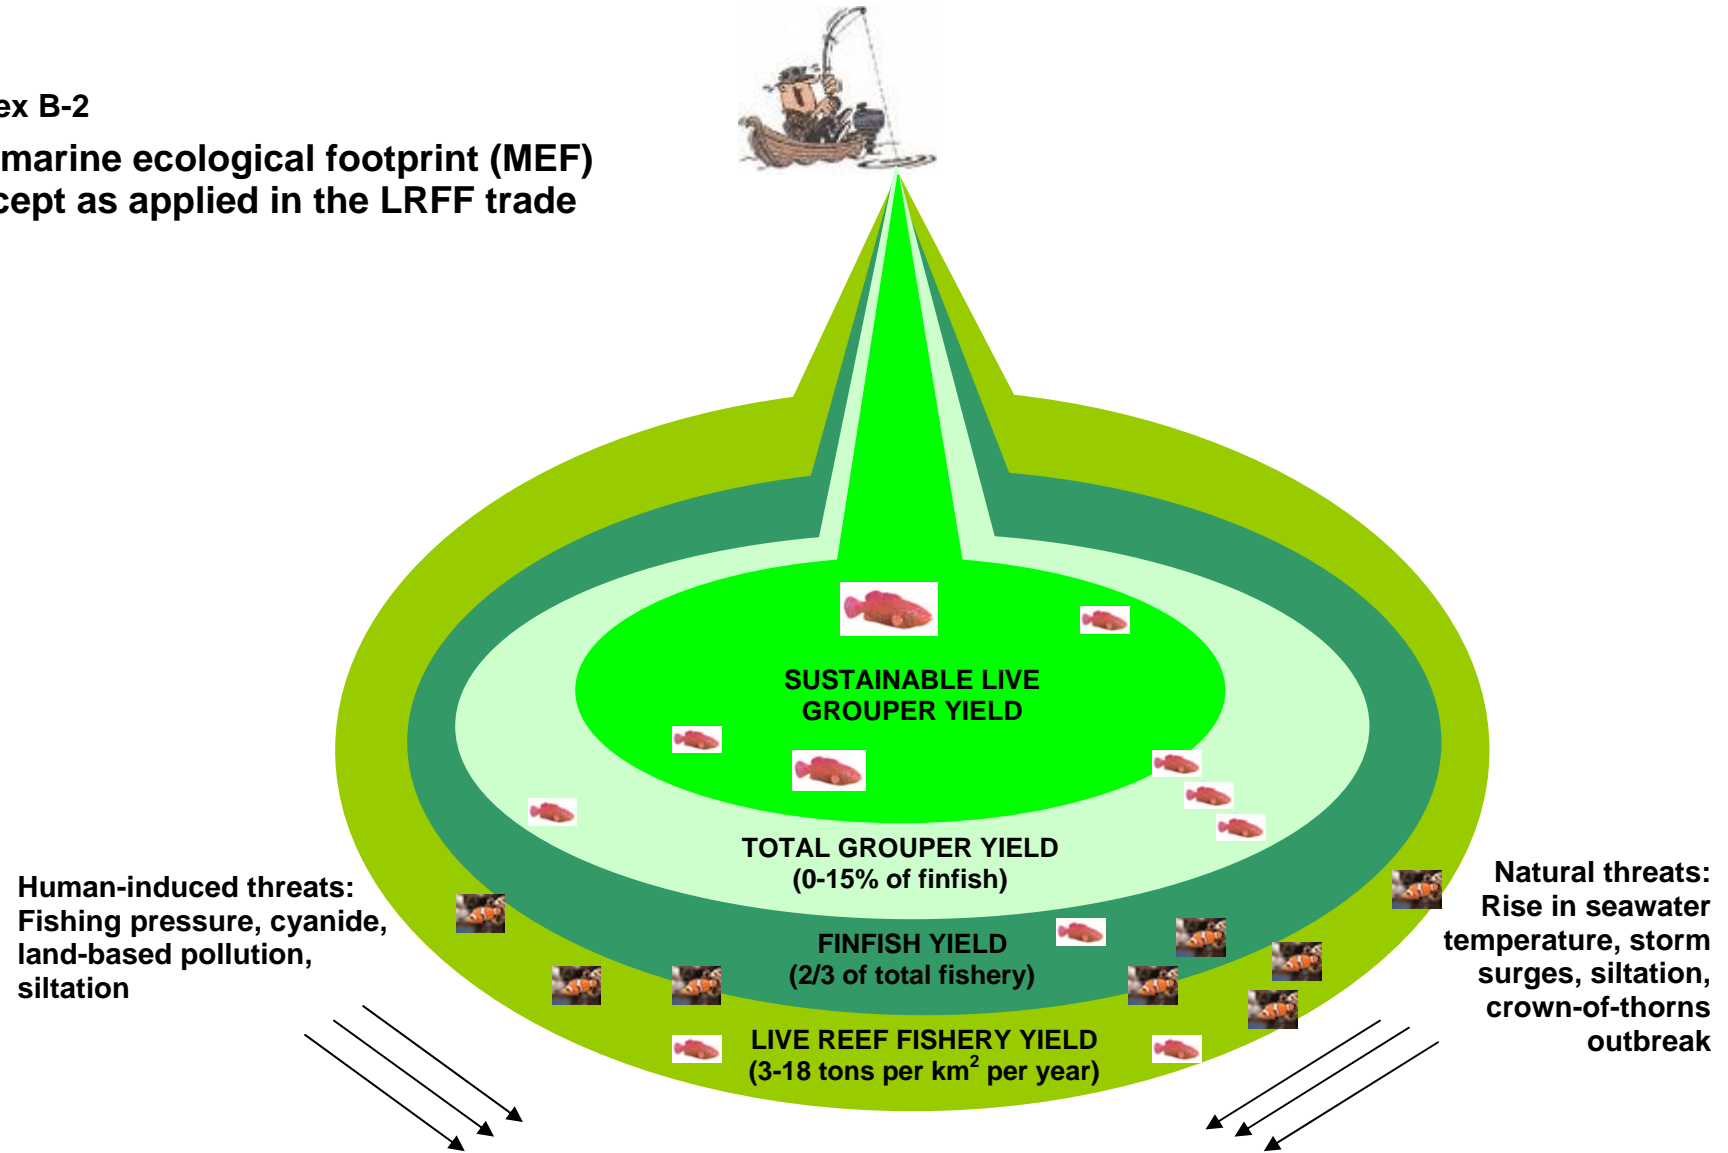 ex B-2
marine ecological footprint (MEF)
cept as applied in the LRFF trade
SUSTAINABLE LIVE
GROUPER YIELD
TOTAL GROUPER YIELD
(0-15% of finfish)
FINFISH YIELD
(2/3 of total fishery)
LIVE REEF FISHERY YIELD
(3-18 tons per km² per year)
Human-induced threats:
Fishing pressure, cyanide,
land-based pollution,
siltation
Natural threats:
Rise in seawater
temperature, storm
surges, siltation,
crown-of-thorns
outbreak